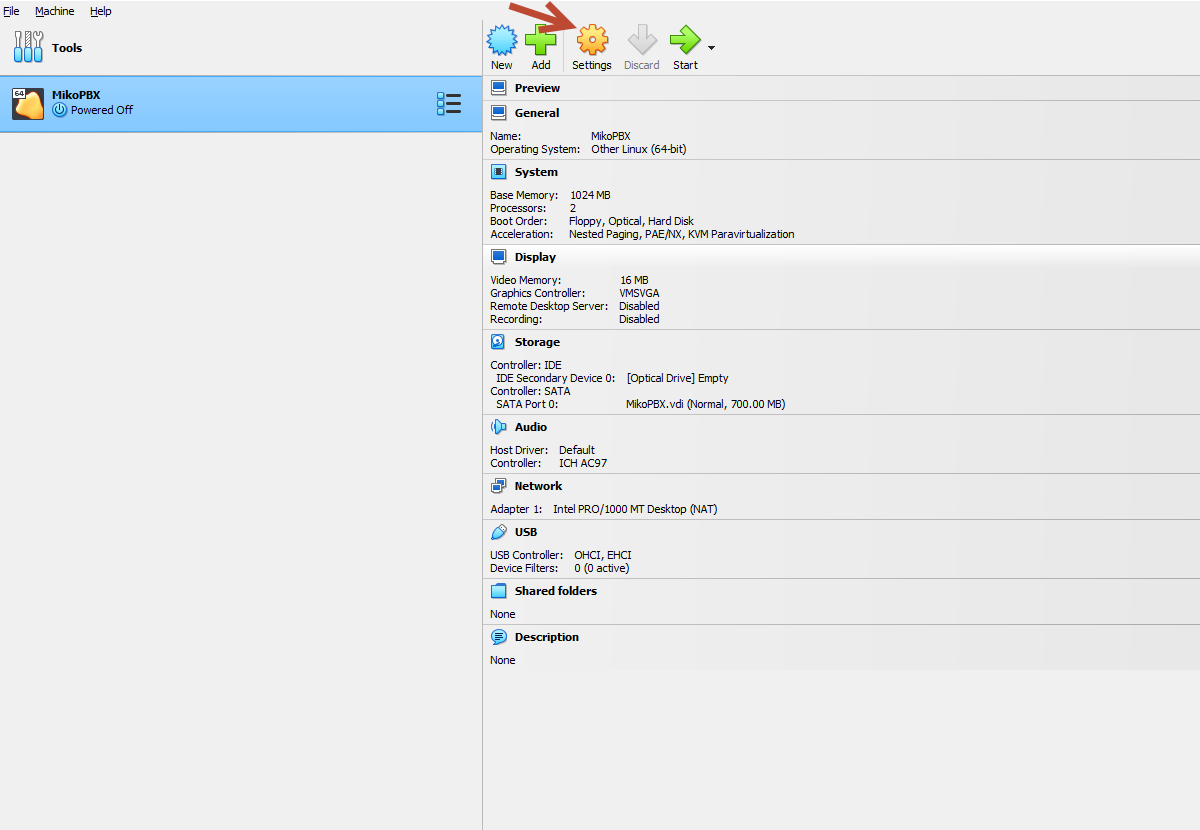 File Machine Help
Tools
New Add Settings Discard Start
64
MikoPBX
Powered Off
Preview
General
Name: MikoPBX
Operating System: Other Linux (64-bit)
System
Base Memory: 1024 MB
Processors: 2
Boot Order: Floppy, Optical, Hard Disk
Acceleration: Nested Paging, PAE/NX, KVM Paravirtualization
Display
Video Memory: 16 MB
Graphics Controller: VMSVGA
Remote Desktop Server: Disabled
Recording: Disabled
Storage
Controller: IDE
IDE Secondary Device 0: [Optical Drive] Empty
Controller: SATA
SATA Port 0: MikoPBX.vdi (Normal, 700.00 MB)
Audio
Host Driver: Default
Controller: ICH AC97
Network
Adapter 1: Intel PRO/1000 MT Desktop (NAT)
USB
USB Controller: OHCI, EHCI
Device Filters: 0 (0 active)
Shared folders
None
Description
None